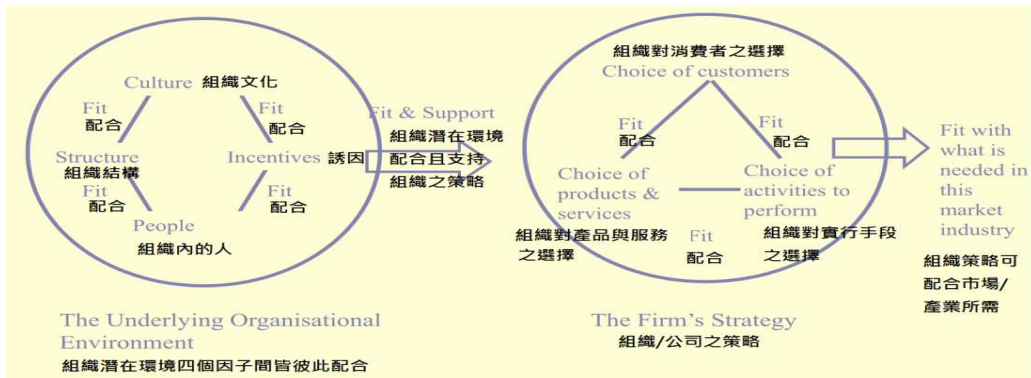 Culture 組織文化
Fit
配合
Fit
配合
Structure
組織結構
Incentives 誘因
Fit
配合
Fit
配合
People
組織內的人
The Underlying Organisational
Environment
組織潛在環境四個因子間皆彼此配合
Fit & Support
組織潛在環境
配合且支持
組織之策略
組織對消費者之選擇
Choice of customers
Fit
配合
Fit
配合
Choice of
products &
services
組織對產品與服務
之選擇
Choice of
activities to
perform
組織對實行手段
之選擇
Fit
配合
The Firm's Strategy
組織/公司之策略
Fit with
what is
needed in
this
market
industry
組織策略可
配合市場/
產業所需